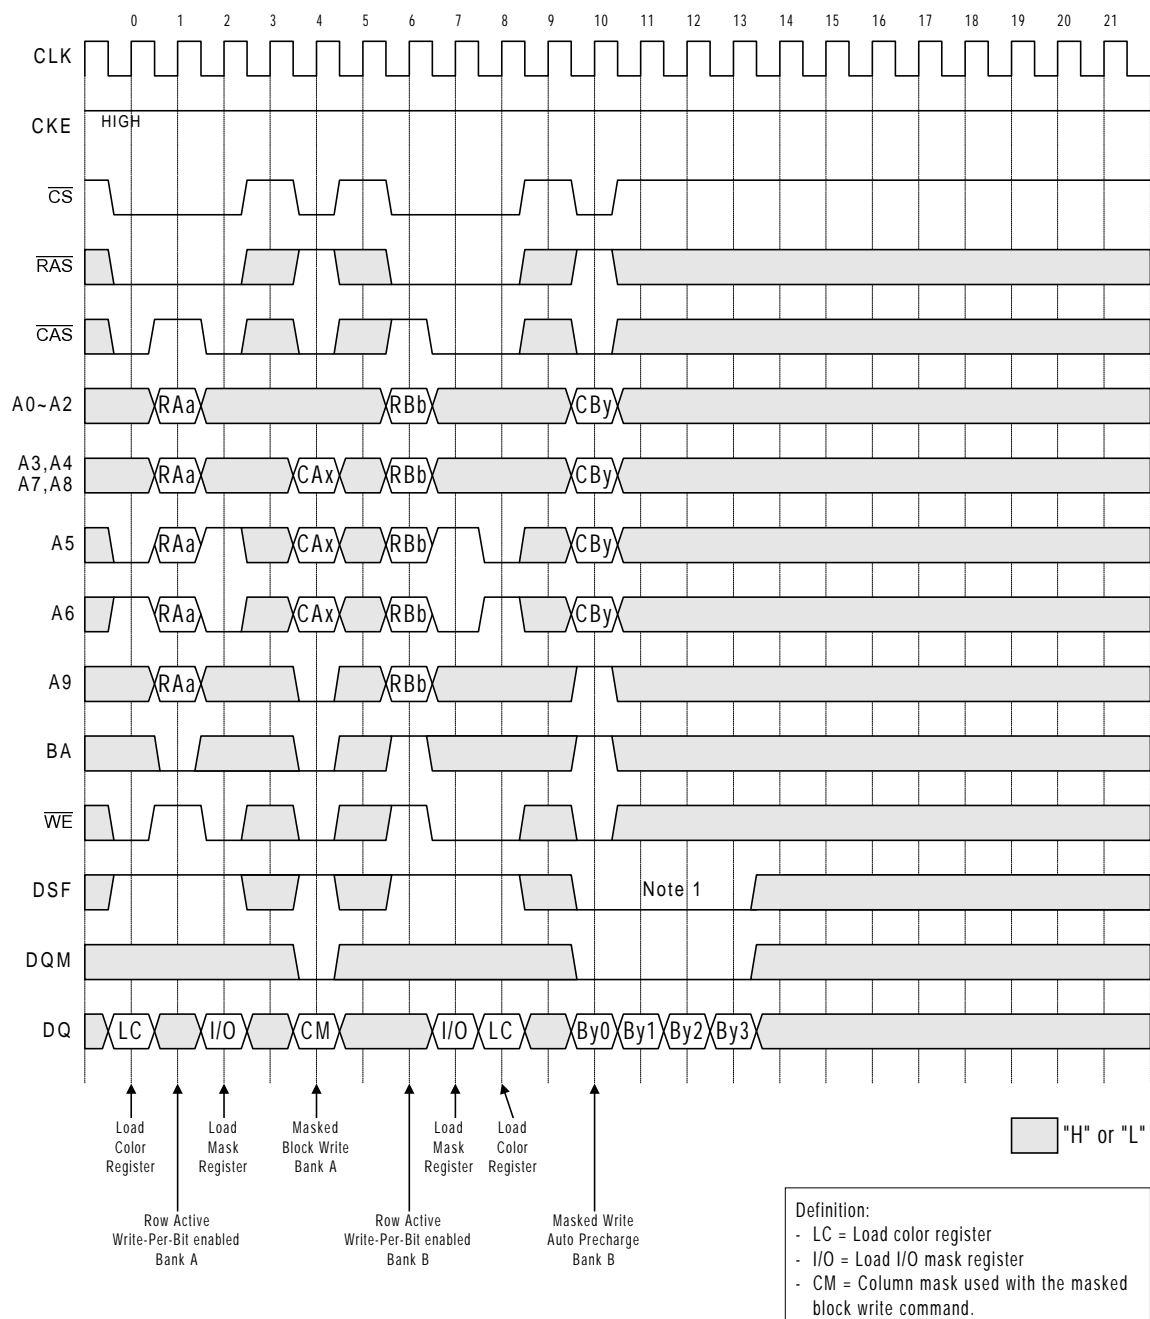 0 1 2 3 4 5 6 7 8 9 10 11 12 13 14 15 16 17 18 19 20 21
CLK
CKE HIGH
CS
RAS
CAS
A0~A2 RAa RBb CBy
A3,A4
A7,A8 RAa CAx RBb CBy
A5 RAa CAx RBb CBy
A6 RAa CAx RBb CBy
A9 RAa RBb
BA
WE
DSF Note 1
DQM
DQ LC I/O CM I/O LC By0 By1 By2 By3
Load
Color
Register
Load
Mask
Register
Masked
Block Write
Bank A
Load
Mask
Register
Load
Color
Register
"H" or "L"
Row Active
Write-Per-Bit enabled
Bank A
Row Active
Write-Per-Bit enabled
Bank B
Masked Write
Auto Precharge
Bank B
Definition:
- LC = Load color register
- I/O = Load I/O mask register
- CM = Column mask used with the masked
block write command.